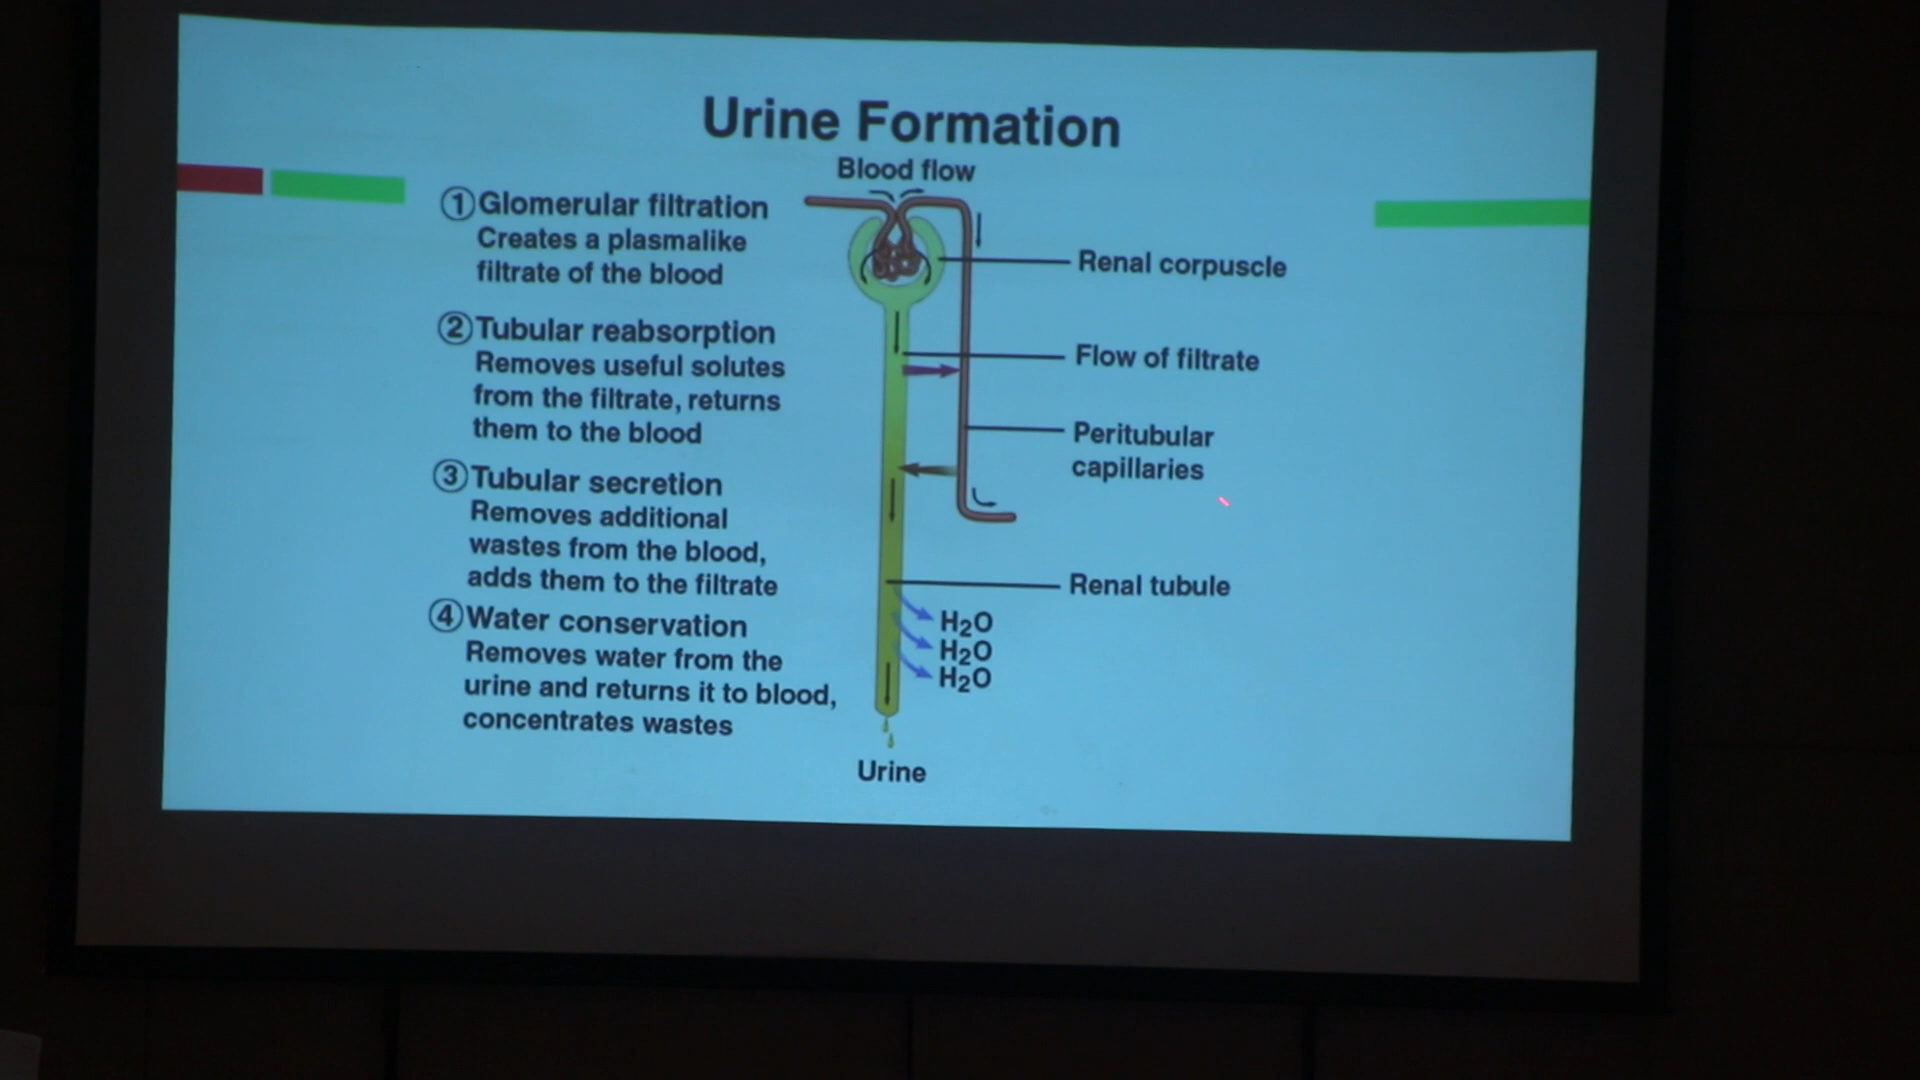 Urine Formation
Blood flow
①Glomerular filtration
Creates a plasmalike
filtrate of the blood
②Tubular reabsorption
Removes useful solutes
from the filtrate, returns
them to the blood
③Tubular secretion
Removes additional
wastes from the blood,
adds them to the filtrate
④Water conservation
Removes water from the
urine and returns it to blood,
concentrates wastes
Renal corpuscle
Flow of filtrate
Peritubular
capillaries
Renal tubule
H₂O
H₂O
H₂O
Urine